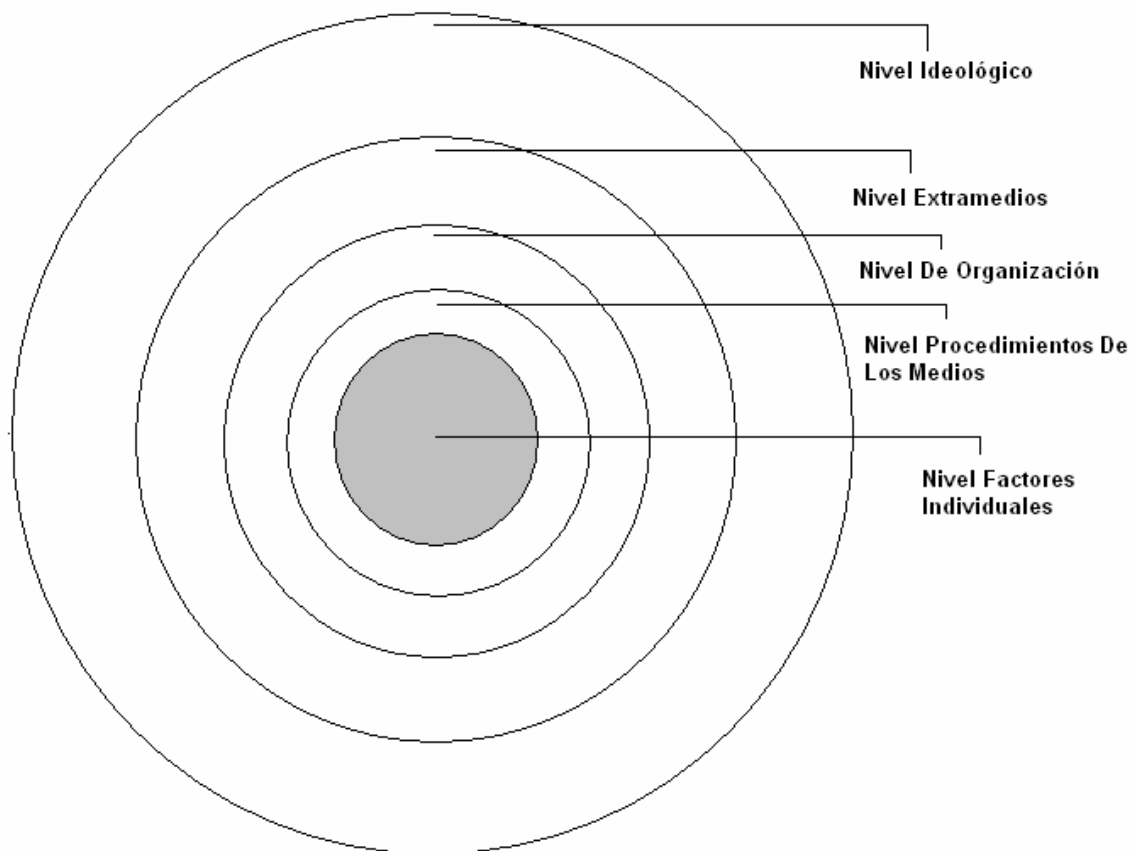 Nivel Ideológico
Nivel Extramedios
Nivel De Organización
Nivel Procedimientos De
Los Medios
Nivel Factores
Individuales